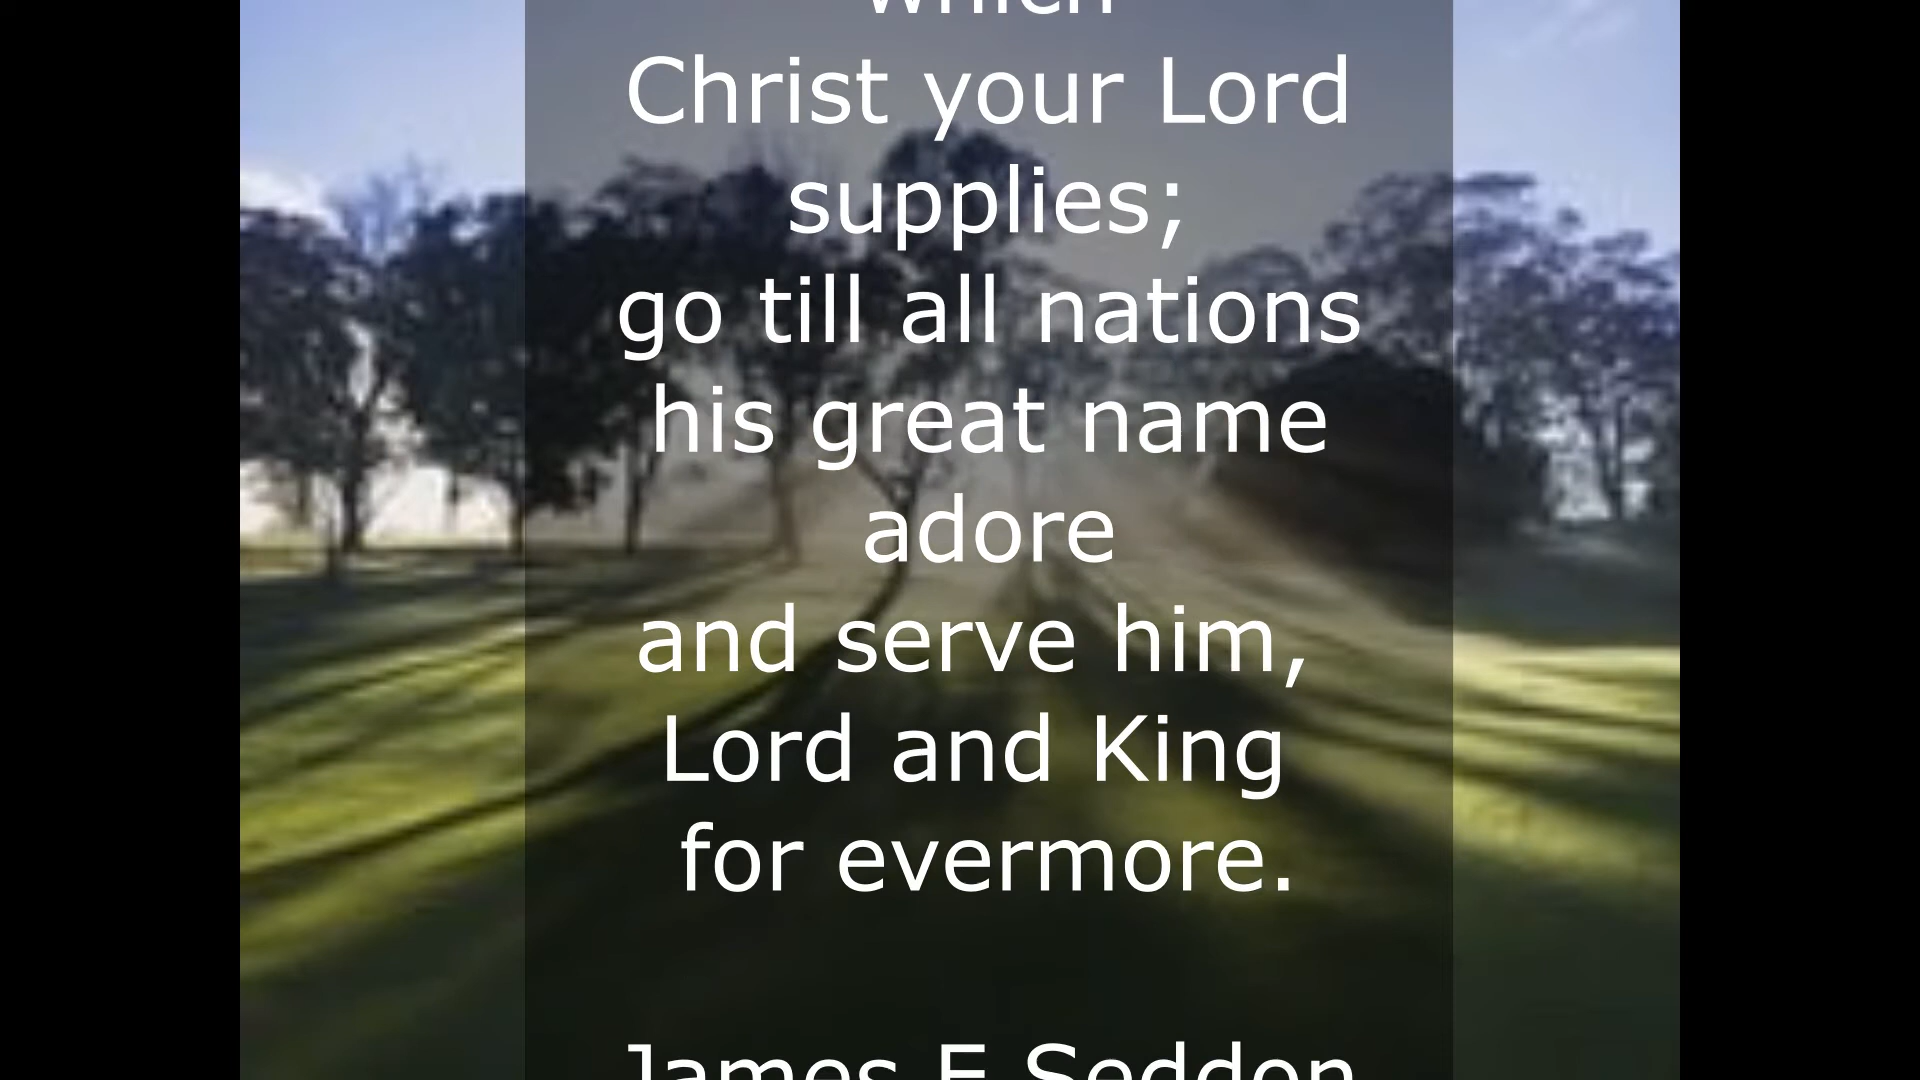 which
Christ your Lord
supplies;
go till all nations
his great name
adore
and serve him,
Lord and King
for evermore.
James E Seddon